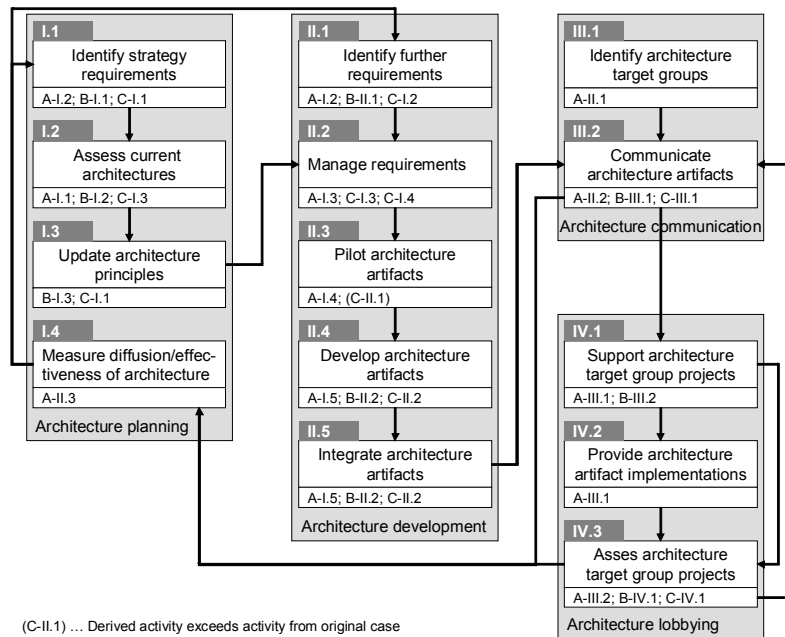 I.1
Identify strategy
requirements
A-I.2; B-I.1; C-I.1
I.2
Assess current
architectures
A-I.1; B-I.2; C-I.3
I.3
Update architecture
principles
B-I.3; C-I.1
I.4
Measure diffusion/effec-
tiveness of architecture
A-II.3
Architecture planning
II.1
Identify further
requirements
A-I.2; B-II.1; C-I.2
II.2
Manage requirements
A-I.3; C-I.3; C-I.4
II.3
Pilot architecture
artifacts
A-I.4; (C-II.1)
II.4
Develop architecture
artifacts
A-I.5; B-II.2; C-II.2
II.5
Integrate architecture
artifacts
A-I.5; B-II.2; C-II.2
Architecture development
III.1
Identify architecture
target groups
A-II.1
III.2
Communicate
architecture artifacts
A-II.2; B-III.1; C-III.1
Architecture communication
IV.1
Support architecture
target group projects
A-III.1; B-III.2
IV.2
Provide architecture
artifact implementations
A-III.1
IV.3
Asses architecture
target group projects
A-III.2; B-IV.1; C-IV.1
Architecture lobbying
(C-II.1) ... Derived activity exceeds activity from original case